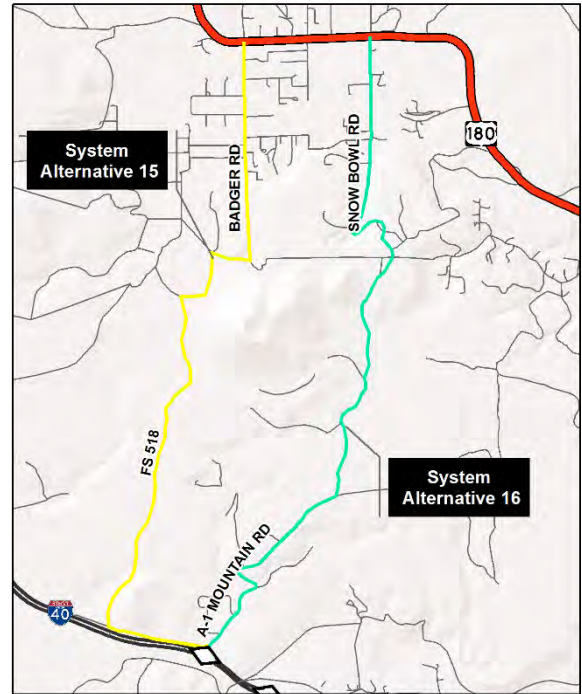 System
Alternative 15
BADGER RD
SNOW BOWL RD
180
FS 518
System
Alternative 16
A-1 MOUNTAIN RD
40